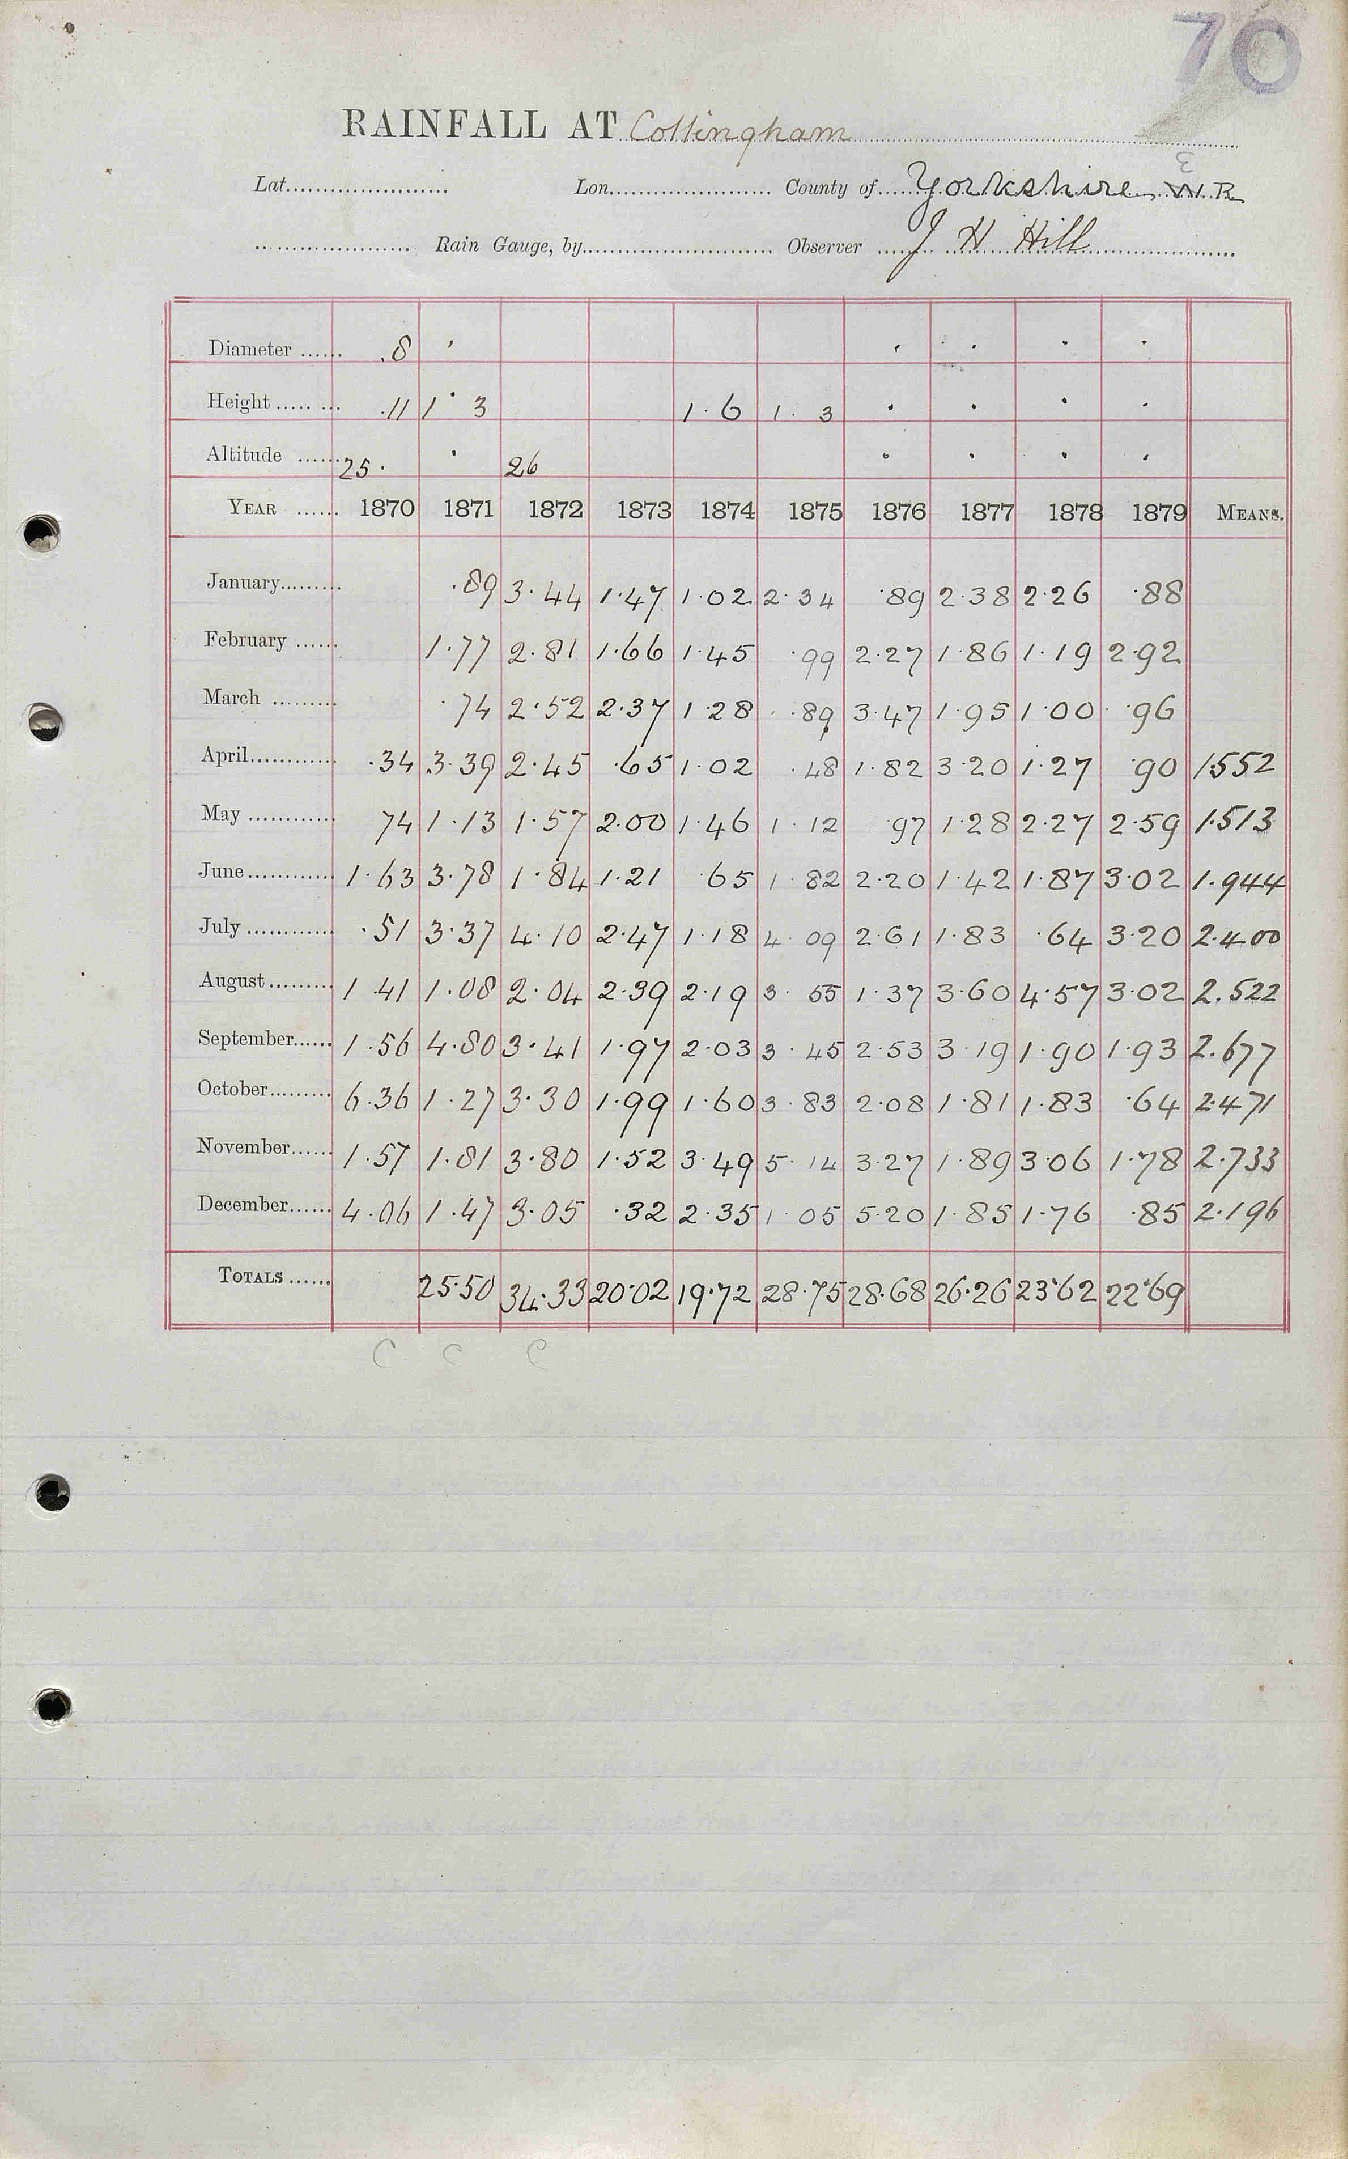 70
RAINFALL AT Cottingham
Lat. Lon. County of Yorkshire E W.R.
Rain Gauge, by Observer J H Hill
Diameter 8
Height .11 1 3 1.6 1. 3
Altitude 25. 26
YEAR 1870 1871 1872 1873 1874 1875 1876 1877 1878 1879 MEANS.
January .89 3.44 1.47 1.02 2.34 .89 2.38 2.26 .88
February 1.77 2.81 1.66 1.45 .99 2.27 1.86 1.19 2.92
March .74 2.52 2.37 1.28 .89 3.47 1.95 1.00 .96
April .34 3.39 2.45 .65 1.02 .48 1.82 3.20 1.27 .90 1.552
May 74 1.13 1.57 2.00 1.46 1.12 .97 1.28 2.27 2.59 1.513
June 1.63 3.78 1.84 1.21 .65 1.82 2.20 1.42 1.87 3.02 1.944
July .51 3.37 4.10 2.47 1.18 4.09 2.61 1.83 .64 3.20 2.400
August 1.41 1.08 2.04 2.39 2.19 3.55 1.37 3.60 4.57 3.02 2.522
September 1.56 4.80 3.41 1.97 2.03 3.45 2.53 3.19 1.90 1.93 2.677
October 6.36 1.27 3.30 1.99 1.60 3.83 2.08 1.81 1.83 .64 2.471
November 1.57 1.81 3.80 1.52 3.49 5.14 3.27 1.89 3.06 1.78 2.733
December 4.06 1.47 3.05 .32 2.35 1.05 5.20 1.85 1.76 .85 2.196
TOTALS 25.50 34.33 20.02 19.72 28.75 28.68 26.26 23.62 22.69
C C C